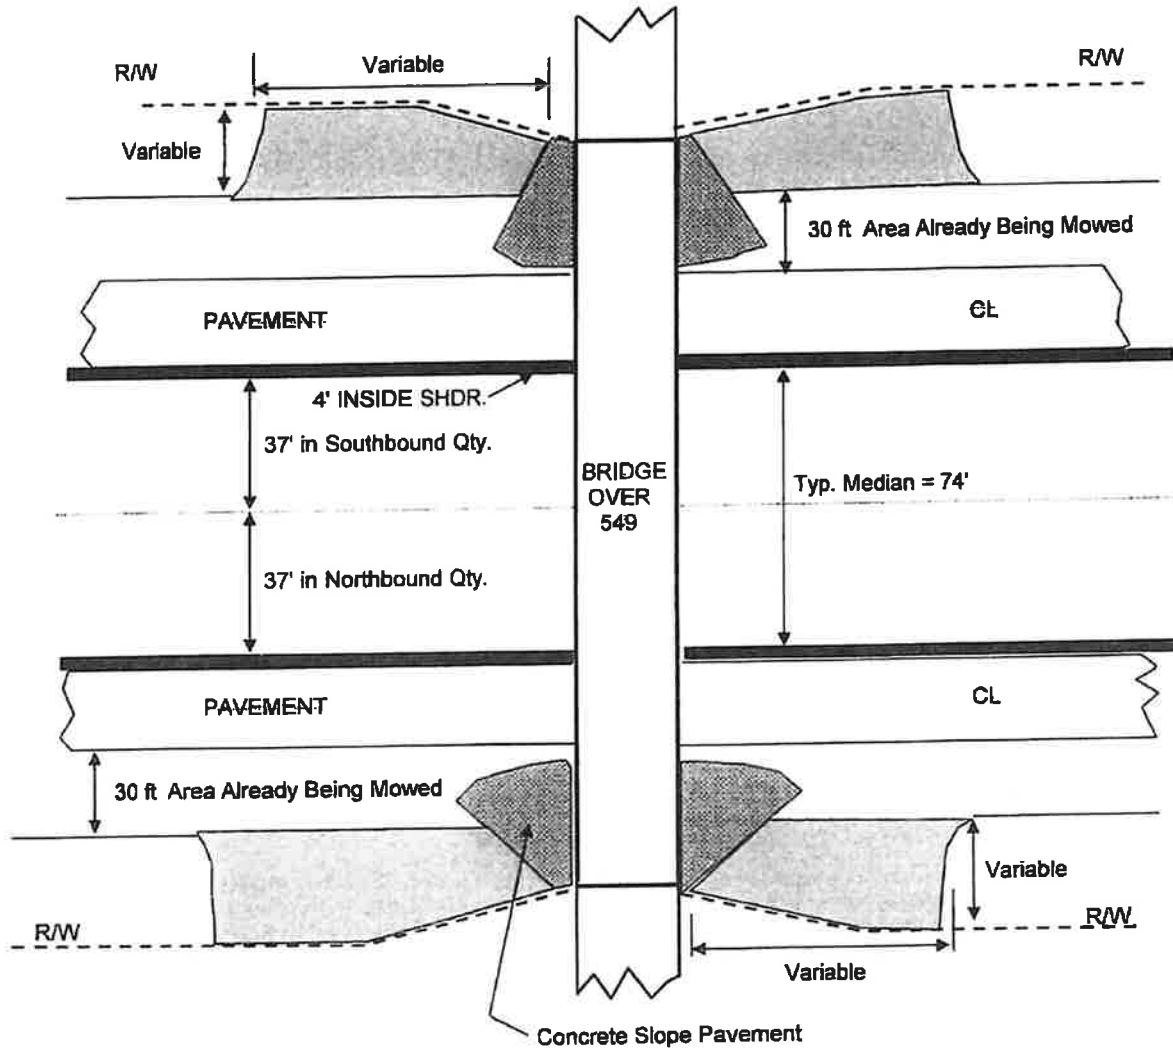 R/W
Variable
R/W
Variable
30 ft Area Already Being Mowed
PAVEMENT
CL
4' INSIDE SHDR.
37' in Southbound Qty.
BRIDGE
OVER
549
Typ. Median = 74'
37' in Northbound Qty.
PAVEMENT
CL
30 ft Area Already Being Mowed
Variable
R/W
R/W
Variable
Concrete Slope Pavement